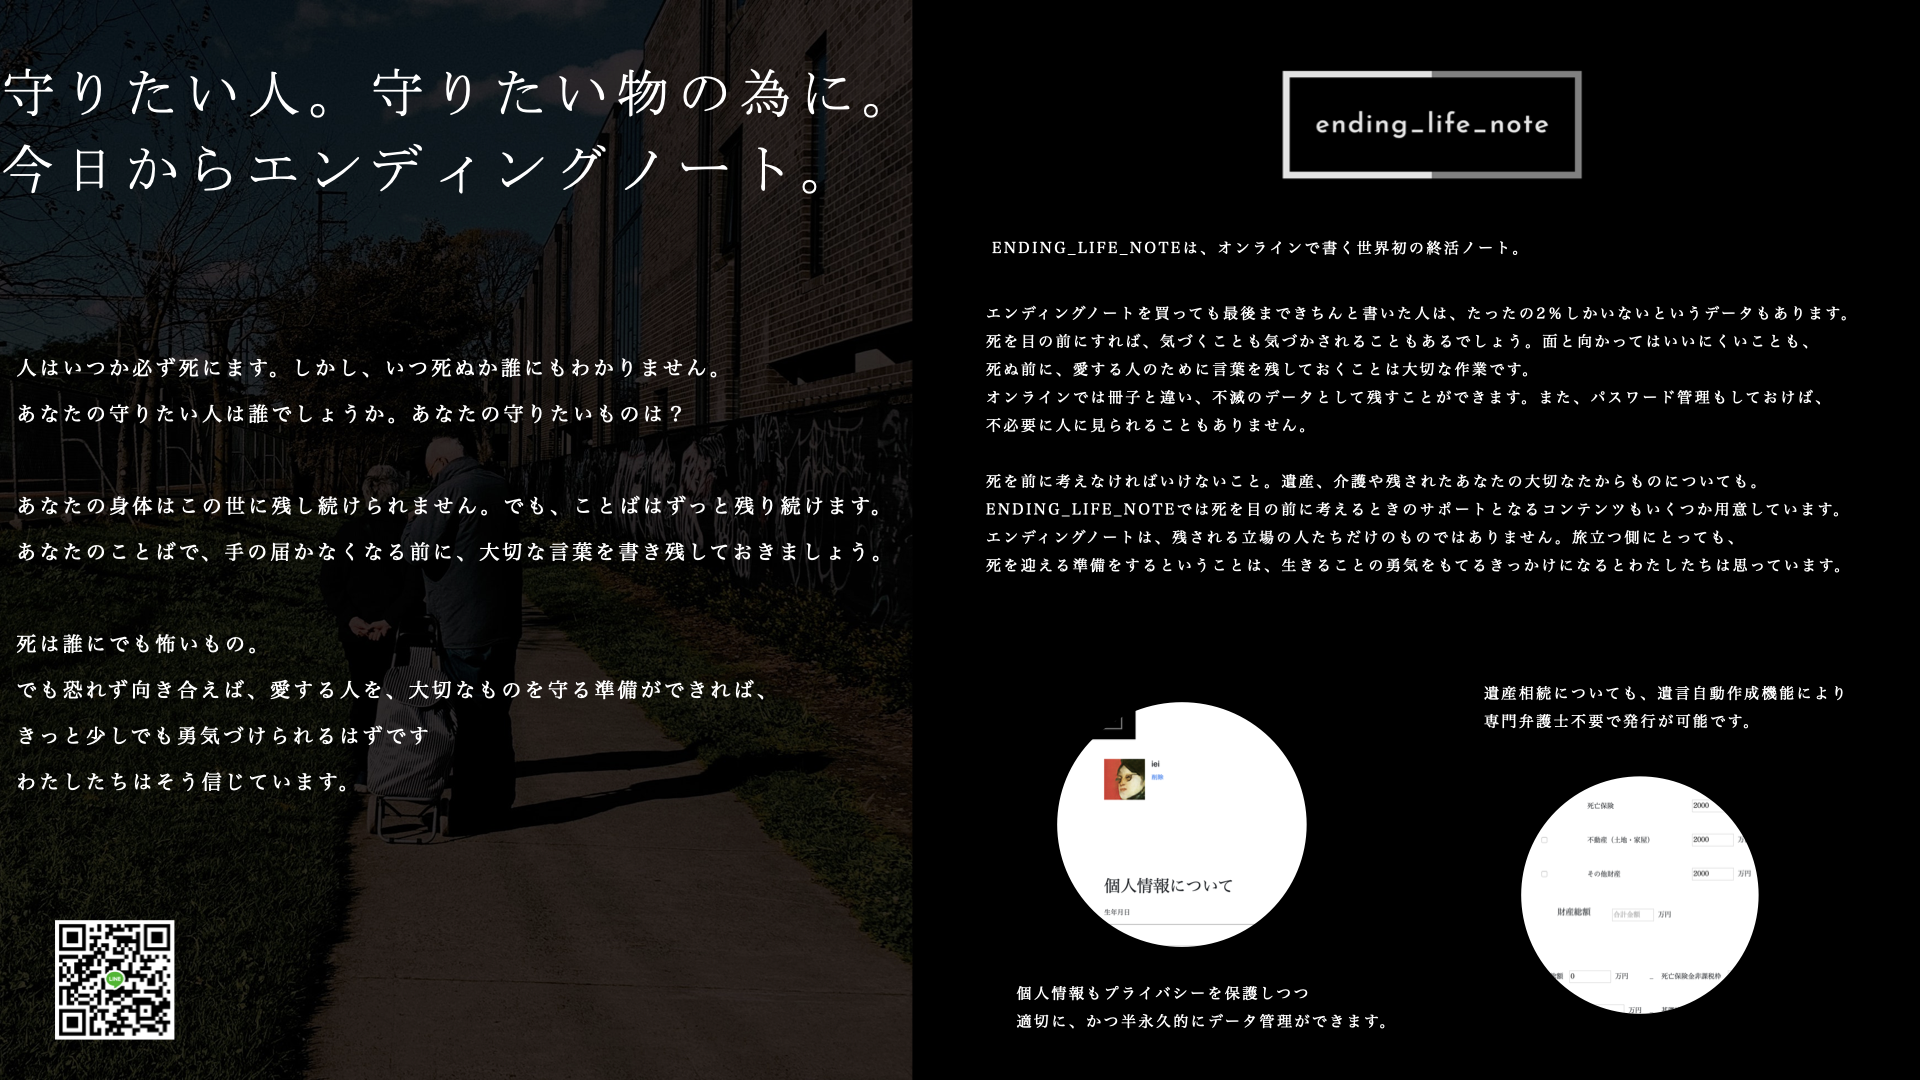 守りたい人。守りたい物の為に。
今日からエンディングノート。
人はいつか必ず死にます。しかし、いつ死ぬか誰にもわかりません。
あなたの守りたい人は誰でしょうか。あなたの守りたいものは？
あなたの身体はこの世に残し続けられません。でも、ことばはずっと残り続けます。
あなたのことばで、手の届かなくなる前に、大切な言葉を書き残しておきましょう。
死は誰にでも怖いもの。
でも恐れず向き合えば、愛する人を、大切なものを守る準備ができれば、
きっと少しでも勇気づけられるはずです
わたしたちはそう信じています。
LINE
ending_life_note
ENDING_LIFE_NOTEは、オンラインで書く世界初の終活ノート。
エンディングノートを買っても最後まできちんと書いた人は、たったの2％しかいないというデータもあります。
死を目の前にすれば、気づくことも気づかされることもあるでしょう。面と向かってはいいにくいことも、
死ぬ前に、愛する人のために言葉を残しておくことは大切な作業です。
オンラインでは冊子と違い、不滅のデータとして残すことができます。また、パスワード管理もしておけば、
不必要に人に見られることもありません。
死を前に考えなければいけないこと。遺産、介護や残されたあなたの大切なたからものについても。
ENDING_LIFE_NOTEでは死を目の前に考えるときのサポートとなるコンテンツもいくつか用意しています。
エンディングノートは、残される立場の人たちだけのものではありません。旅立つ側にとっても、
死を迎える準備をするということは、生きることの勇気をもてるきっかけになるとわたしたちは思っています。
iei
削除
個人情報について
生年月日
個人情報もプライバシーを保護しつつ
適切に、かつ半永久的にデータ管理ができます。
遺産相続についても、遺言自動作成機能により
専門弁護士不要で発行が可能です。
死亡保険 2000
不動産（土地・家屋） 2000 万
その他財産 2000 万円
財産総額 合計金額 万円
額 0 万円 - 死亡保険金非課税枠
万円